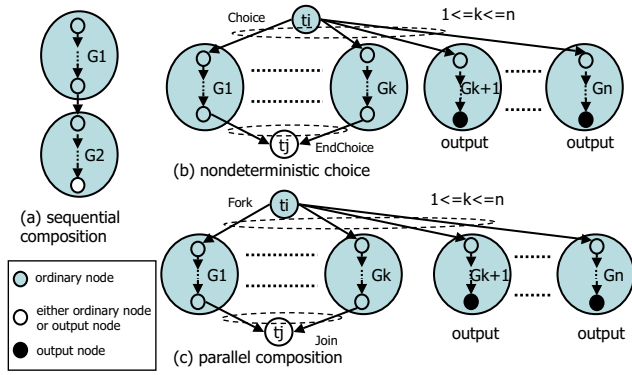 Choice
ti
1<=k<=n
G1
G1
Gk
Gk+1
Gn
G2
tj
EndChoice
output
output
(b) nondeterministic choice
(a) sequential
composition
Fork
ti
1<=k<=n
G1
Gk
Gk+1
Gn
tj
Join
output
output
(c) parallel composition
ordinary node
either ordinary node
or output node
output node